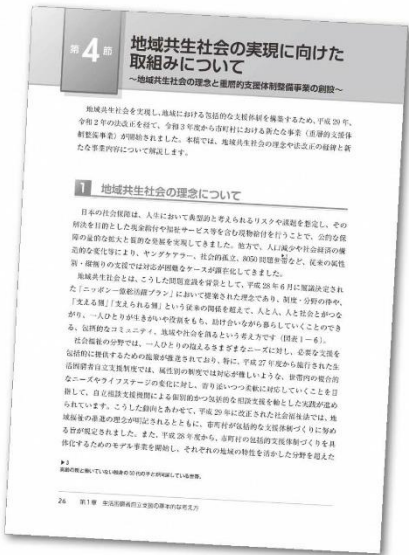 第4節
地域共生社会の実現に向けた
取組みについて
～地域共生社会の理念と重層的支援体制整備事業の創設～
地域共生社会を実現し、地域における包括的な支援体制を構築するため、平成29年、
令和2年の法改正を経て、令和3年度から市町村における新たな事業（重層的支援体
制整備事業）が開始されました。本稿では、地域共生社会の理念や法改正の経緯と新
たな事業内容について解説します。
1 地域共生社会の理念について
日本の社会保障は、人生において典型的と考えられるリスクや課題を想定し、その
解決を目的とした現金給付や福祉サービス等を含む現物給付を行うことで、公的な保
障の量的な拡大と質的な発展を実現してきました。他方で、人口減少や社会経済の構
造的な変化等により、ヤングケアラー、社会的孤立、8050問題世帯など、従来の属性
別・縦割りの支援では対応が困難なケースが顕在化してきました。
地域共生社会とは、こうした問題意識を背景として、平成28年6月に閣議決定され
た「ニッポン一億総活躍プラン」において提案された理念であり、制度・分野の枠や、
「支える側」「支えられる側」という従来の関係を超えて、人と人、人と社会とがつな
がり、一人ひとりが生きがいや役割をもち、助け合いながら暮らしていくことのでき
る、包括的なコミュニティ、地域や社会を創るという考え方です（図表1－6）。
社会福祉の分野では、一人ひとりの抱えるさまざまなニーズに対し、必要な支援を
包括的に提供するための施策が推進されており、特に、平成27年度から施行された生
活困窮者自立支援制度では、属性別の制度では対応が難しいような、世帯内の複合的
なニーズやライフステージの変化に対し、寄り添いつつ柔軟に対応していくことを目
指して、自立相談支援機関による個別的かつ包括的な相談支援を軸とした実践が進め
られています。こうした動向とあわせて、平成29年に改正された社会福祉法では、地
域福祉の推進の理念が明記されるとともに、市町村が包括的な支援体制づくりに努め
る旨が規定されました。また、平成28年度から、市町村の包括的支援体制づくりを具
体化するためのモデル事業を開始し、それぞれの地域の特性を活かした分野を超えた
▶3
26 第1章 生活困窮者自立支援の基本的な考え方